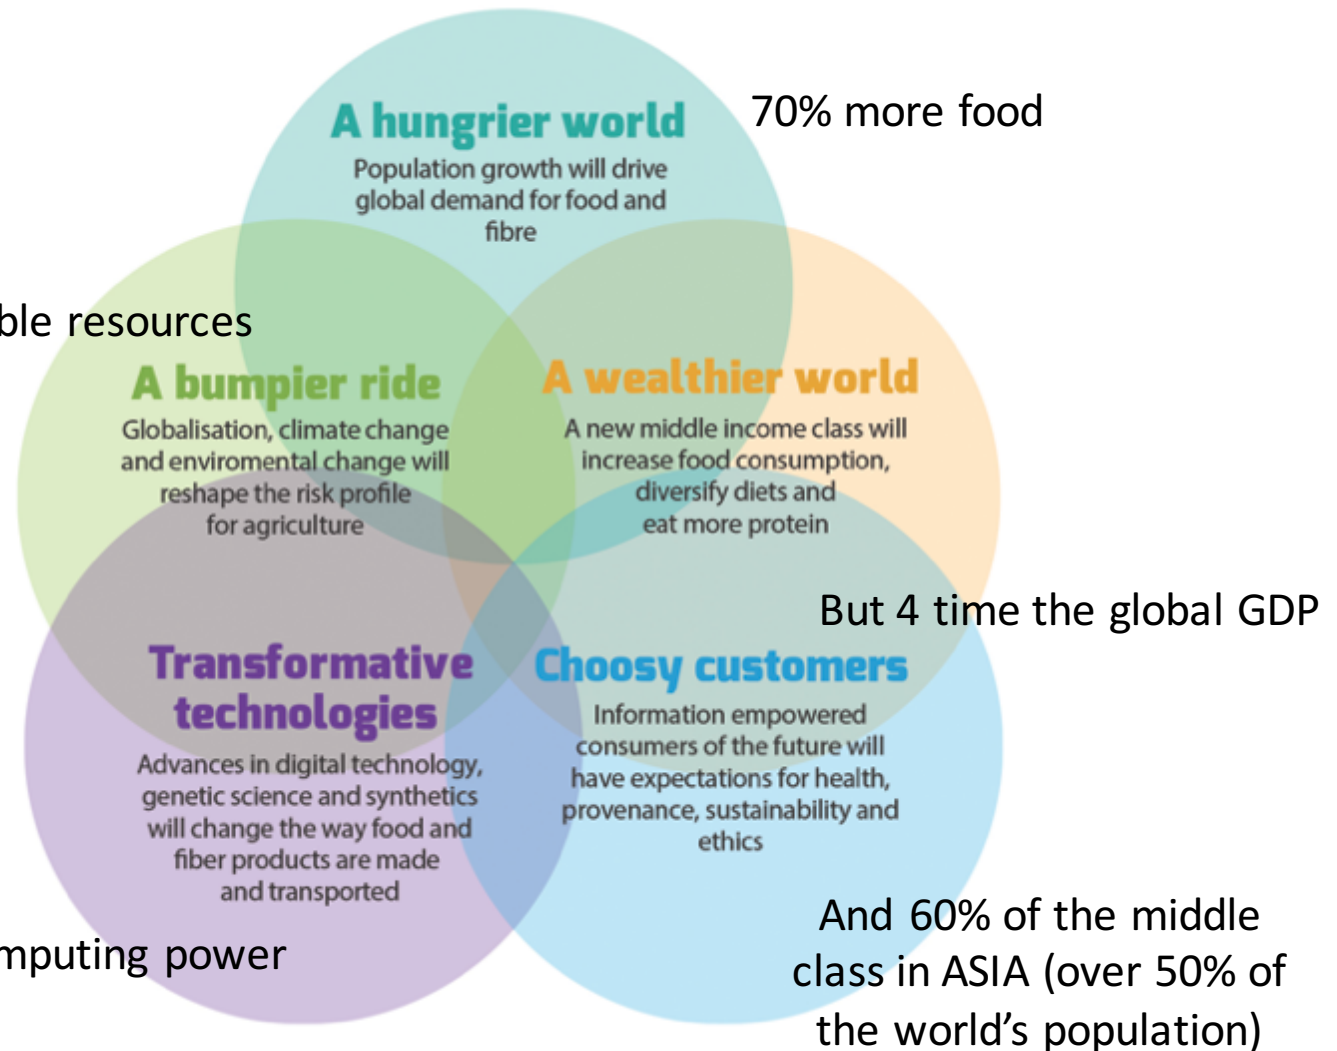 A hungrier world
Population growth will drive
global demand for food and
fibre
70% more food
resources
A bumpier ride
Globalisation, climate change
and enviromental change will
reshape the risk profile
for agriculture
A wealthier world
A new middle income class will
increase food consumption,
diversify diets and
eat more protein
But 4 time the global GDP
Transformative
technologies
Advances in digital technology,
genetic science and synthetics
will change the way food and
fiber products are made
and transported
Choosy customers
Information empowered
consumers of the future will
have expectations for health,
provenance, sustainability and
ethics
power
And 60% of the middle
class in ASIA (over 50% of
the world's population)